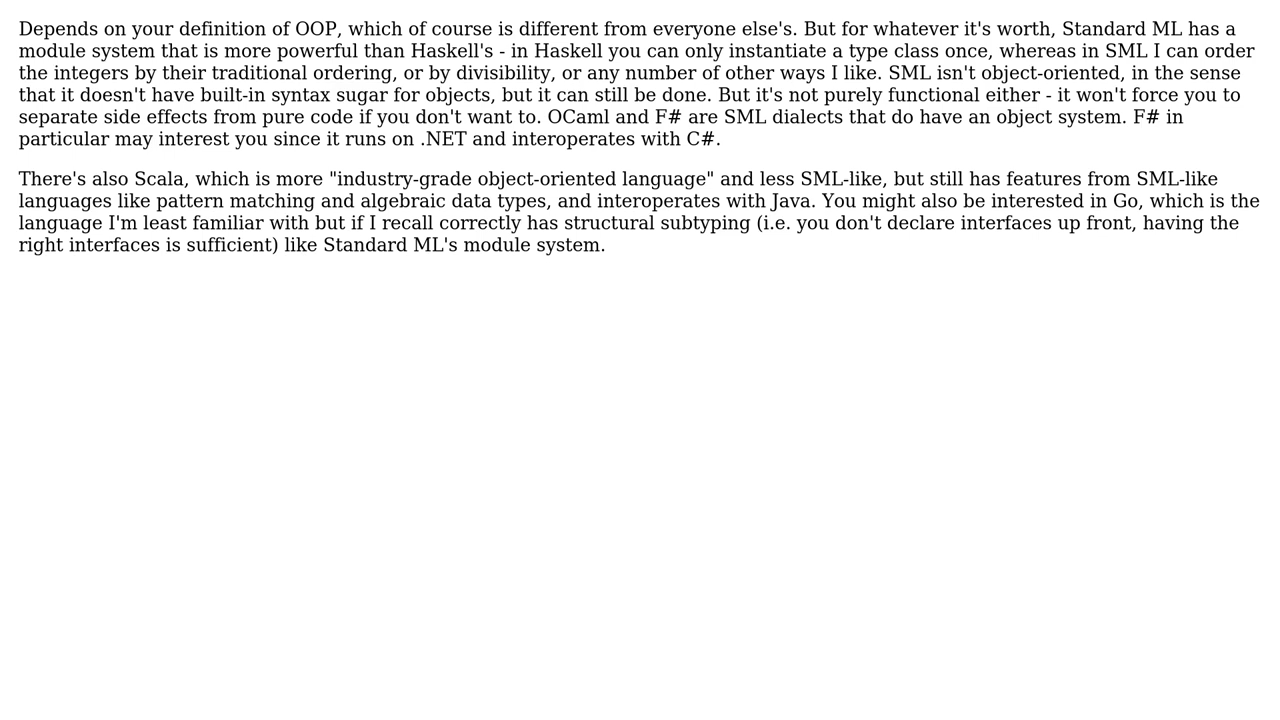 Depends on your definition of OOP, which of course is different from everyone else's. But for whatever it's worth, Standard ML has a
module system that is more powerful than Haskell's - in Haskell you can only instantiate a type class once, whereas in SML I can order
the integers by their traditional ordering, or by divisibility, or any number of other ways I like. SML isn't object-oriented, in the sense
that it doesn't have built-in syntax sugar for objects, but it can still be done. But it's not purely functional either - it won't force you to
separate side effects from pure code if you don't want to. OCaml and F# are SML dialects that do have an object system. F# in
particular may interest you since it runs on .NET and interoperates with C#.
There's also Scala, which is more "industry-grade object-oriented language" and less SML-like, but still has features from SML-like
languages like pattern matching and algebraic data types, and interoperates with Java. You might also be interested in Go, which is the
language I'm least familiar with but if I recall correctly has structural subtyping (i.e. you don't declare interfaces up front, having the
right interfaces is sufficient) like Standard ML's module system.